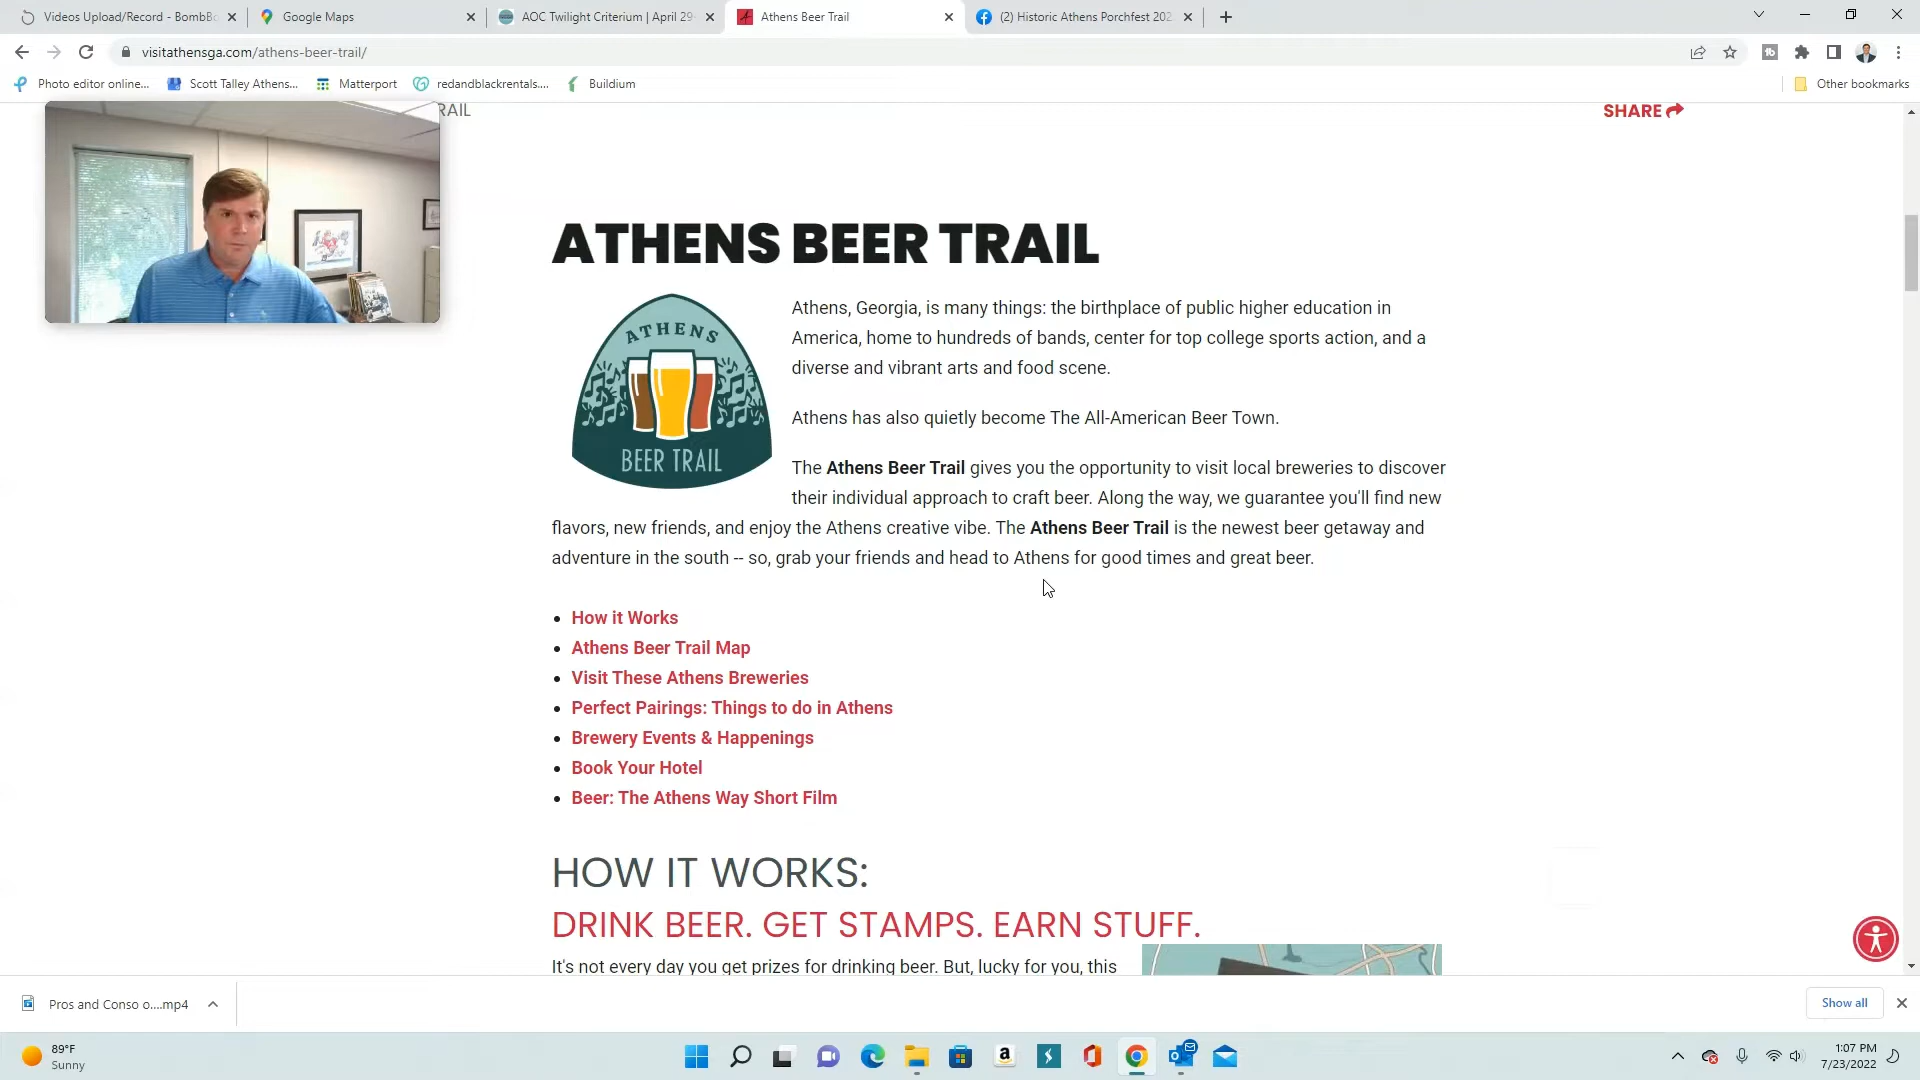 Videos Upload/Record - BombBo
Google Maps
AOC Twilight Criterium | April 29-
Athens Beer Trail
(2) Historic Athens Porchfest 202
visitathensga.com/athens-beer-trail/
Photo editor online...
Scott Talley Athens...
Matterport
redandblackrentals....
Buildium
Other bookmarks
RAIL
SHARE
ATHENS BEER TRAIL
ATHENS
BEER TRAIL
Athens, Georgia, is many things: the birthplace of public higher education in
America, home to hundreds of bands, center for top college sports action, and a
diverse and vibrant arts and food scene.
Athens has also quietly become The All-American Beer Town.
The Athens Beer Trail gives you the opportunity to visit local breweries to discover
their individual approach to craft beer. Along the way, we guarantee you'll find new
flavors, new friends, and enjoy the Athens creative vibe. The Athens Beer Trail is the newest beer getaway and
adventure in the south -- so, grab your friends and head to Athens for good times and great beer.
• How it Works
• Athens Beer Trail Map
• Visit These Athens Breweries
• Perfect Pairings: Things to do in Athens
• Brewery Events & Happenings
• Book Your Hotel
• Beer: The Athens Way Short Film
HOW IT WORKS:
DRINK BEER. GET STAMPS. EARN STUFF.
It's not every day you get prizes for drinking beer. But, lucky for you, this
Pros and Conso o....mp4
Show all
89°F
Sunny
1:07 PM
7/23/2022